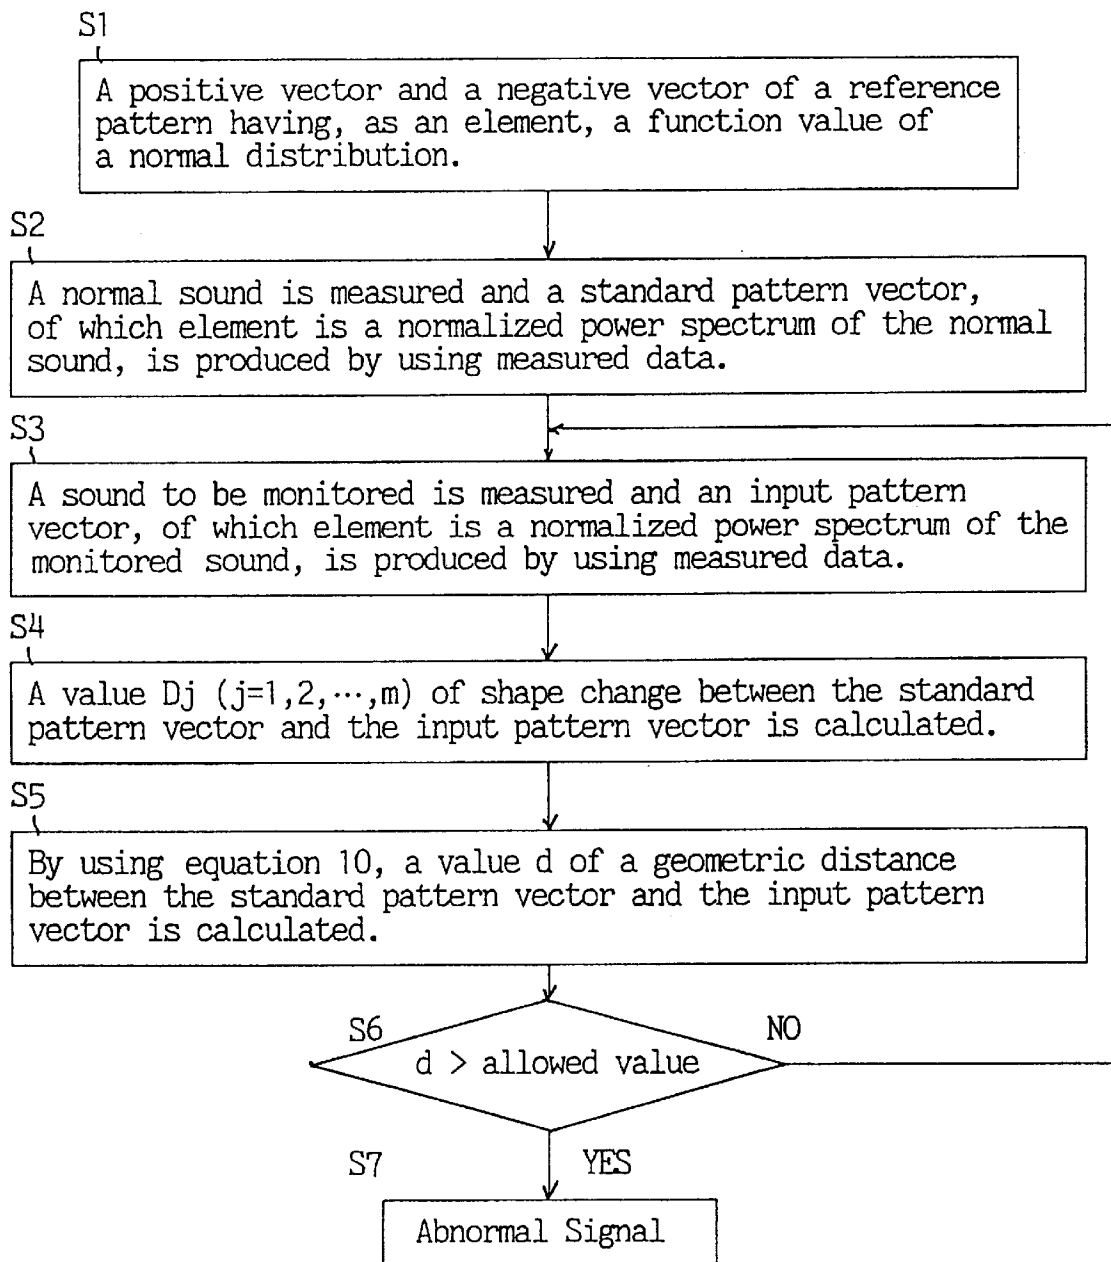 S1
A positive vector and a negative vector of a reference
pattern having, as an element, a function value of
a normal distribution.
S2
A normal sound is measured and a standard pattern vector,
of which element is a normalized power spectrum of the normal
sound, is produced by using measured data.
S3
A sound to be monitored is measured and an input pattern
vector, of which element is a normalized power spectrum of the
monitored sound, is produced by using measured data.
S4
A value Dj (j=1,2,⋯,m) of shape change between the standard
pattern vector and the input pattern vector is calculated.
S5
By using equation 10, a value d of a geometric distance
between the standard pattern vector and the input pattern
vector is calculated.
S6
NO
d > allowed value
S7
YES
Abnormal Signal